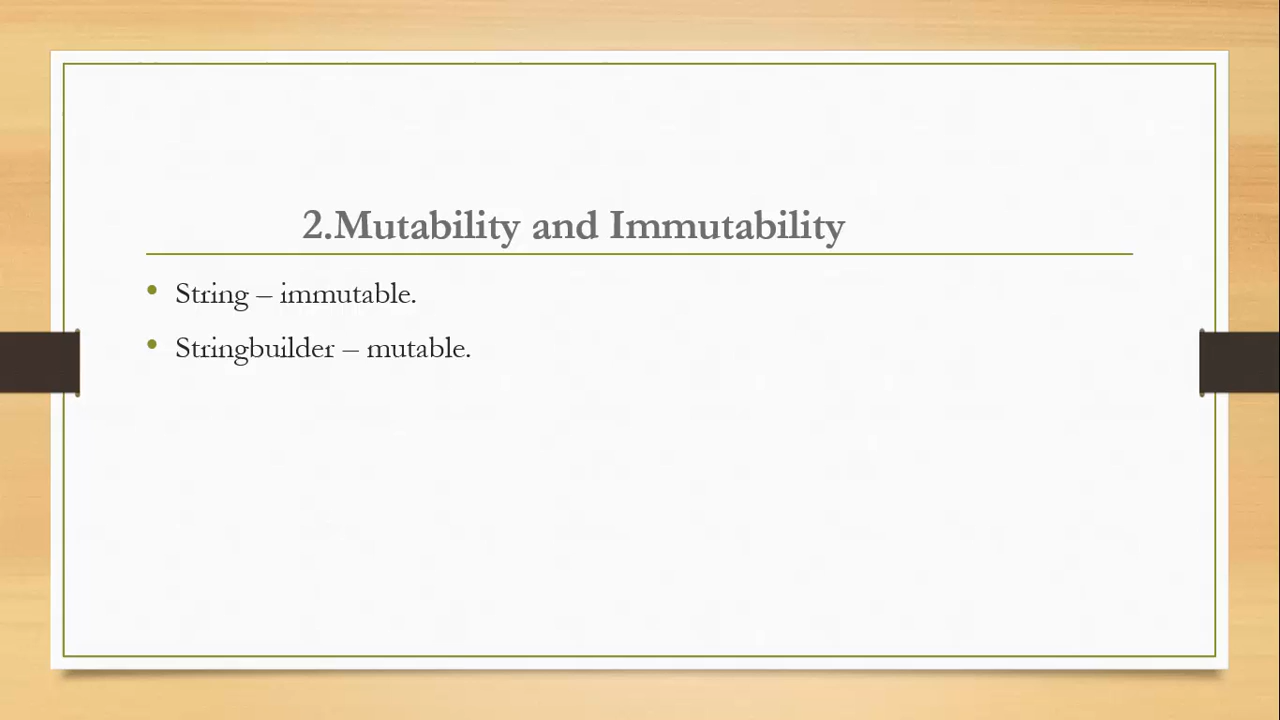 2.Mutability and Immutability
• String – immutable.
• Stringbuilder – mutable.